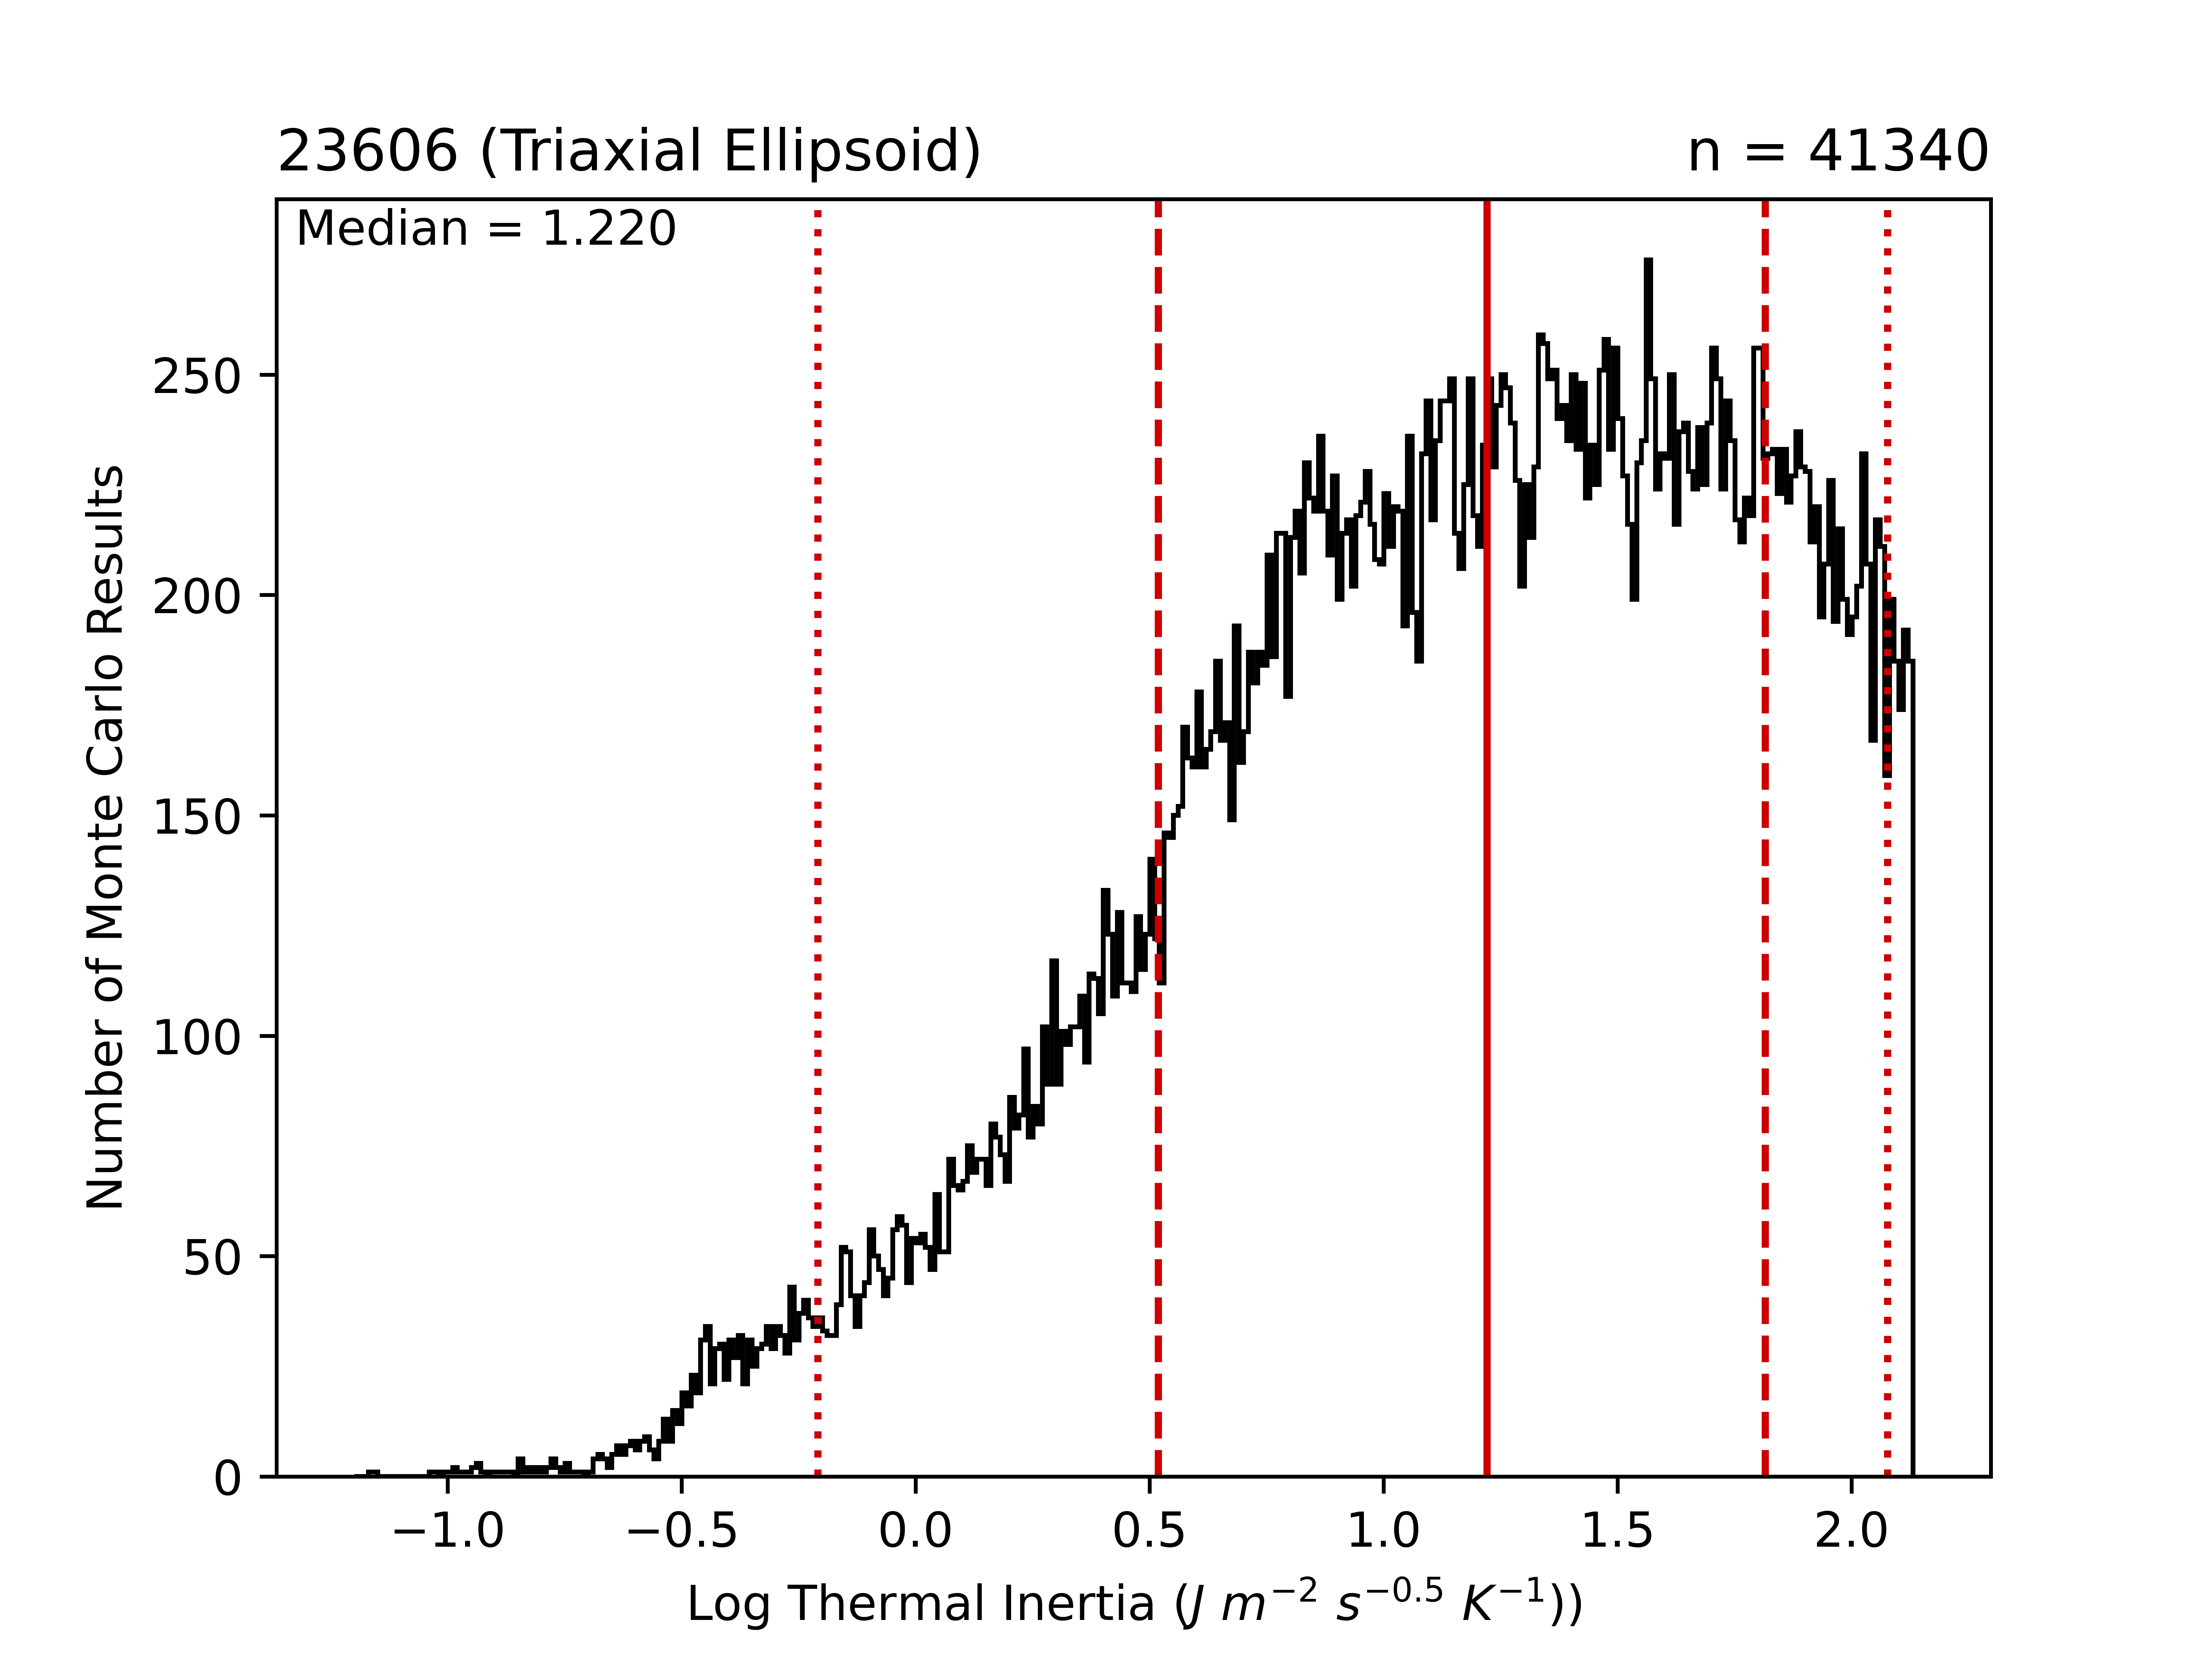 23606 (Triaxial Ellipsoid)
n = 41340
Median = 1.220
250
200
150
100
50
0
Number of Monte Carlo Results
−1.0 −0.5 0.0 0.5 1.0 1.5 2.0
Log Thermal Inertia (J m⁻² s⁻⁰·⁵ K⁻¹))